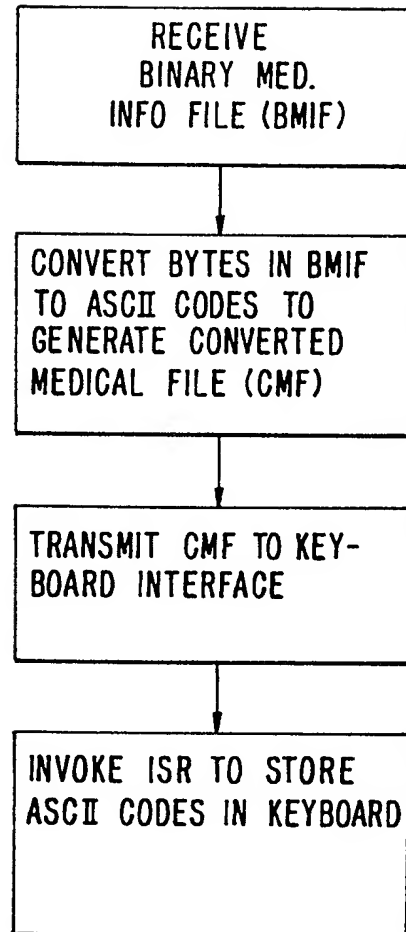 RECEIVE
BINARY MED.
INFO FILE (BMIF)
CONVERT BYTES IN BMIF
TO ASCII CODES TO
GENERATE CONVERTED
MEDICAL FILE (CMF)
TRANSMIT CMF TO KEY-
BOARD INTERFACE
INVOKE ISR TO STORE
ASCII CODES IN KEYBOARD